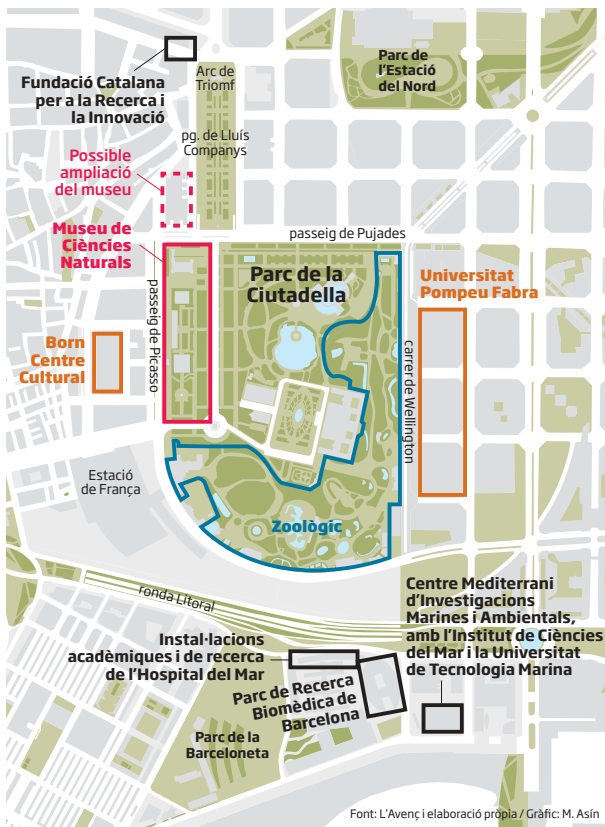 Parc de
l'Estació
del Nord
Fundació Catalana
per a la Recerca i
la Innovació
Arc de
Triomf
pg. de Lluís
Companys
Possible
ampliació
del museu
Museu de
Ciències
Naturals
passeig de Pujades
Parc de la
Ciutadella
Universitat
Pompeu Fabra
passeig de Picasso
Born
Centre
Cultural
carrer de Wellington
Estació
de França
Zoològic
ronda Litoral
Centre Mediterrani
d'Investigacions
Marines i Ambientals,
amb l'Institut de Ciències
del Mar i la Universitat
de Tecnologia Marina
Instal·lacions
acadèmiques i de recerca
de l'Hospital del Mar
Parc de Recerca
Biomèdica de
Barcelona
Parc de la
Barceloneta
Font: L'Avenç i elaboració pròpia / Gràfic: M. Asín